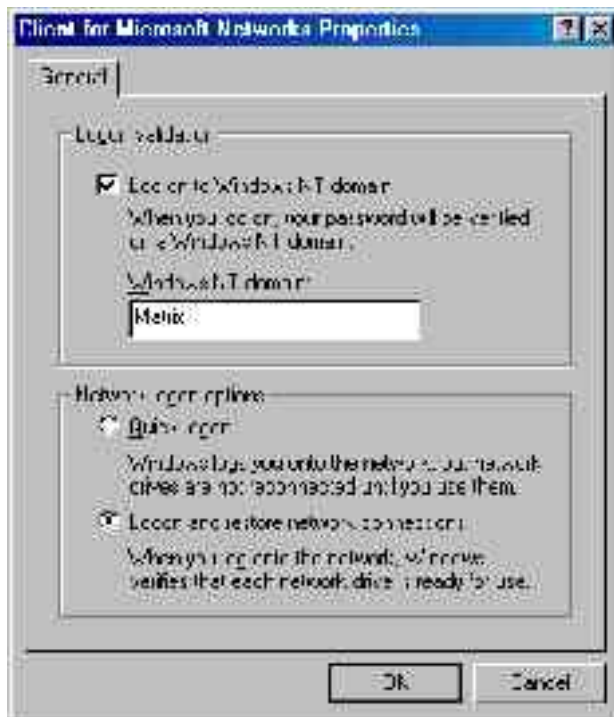 Client for Microsoft Networks Properties
General
Logon validation
Log on to Windows NT domain
When you log on, your password will be verified
on a Windows NT domain.
Windows NT domain:
Matrix
Network logon options
Quick logon
Windows logs you onto the network, but network
drives are not reconnected until you use them.
Logon and restore network connections
When you log onto the network, Windows
verifies that each network drive is ready for use.
OK
Cancel